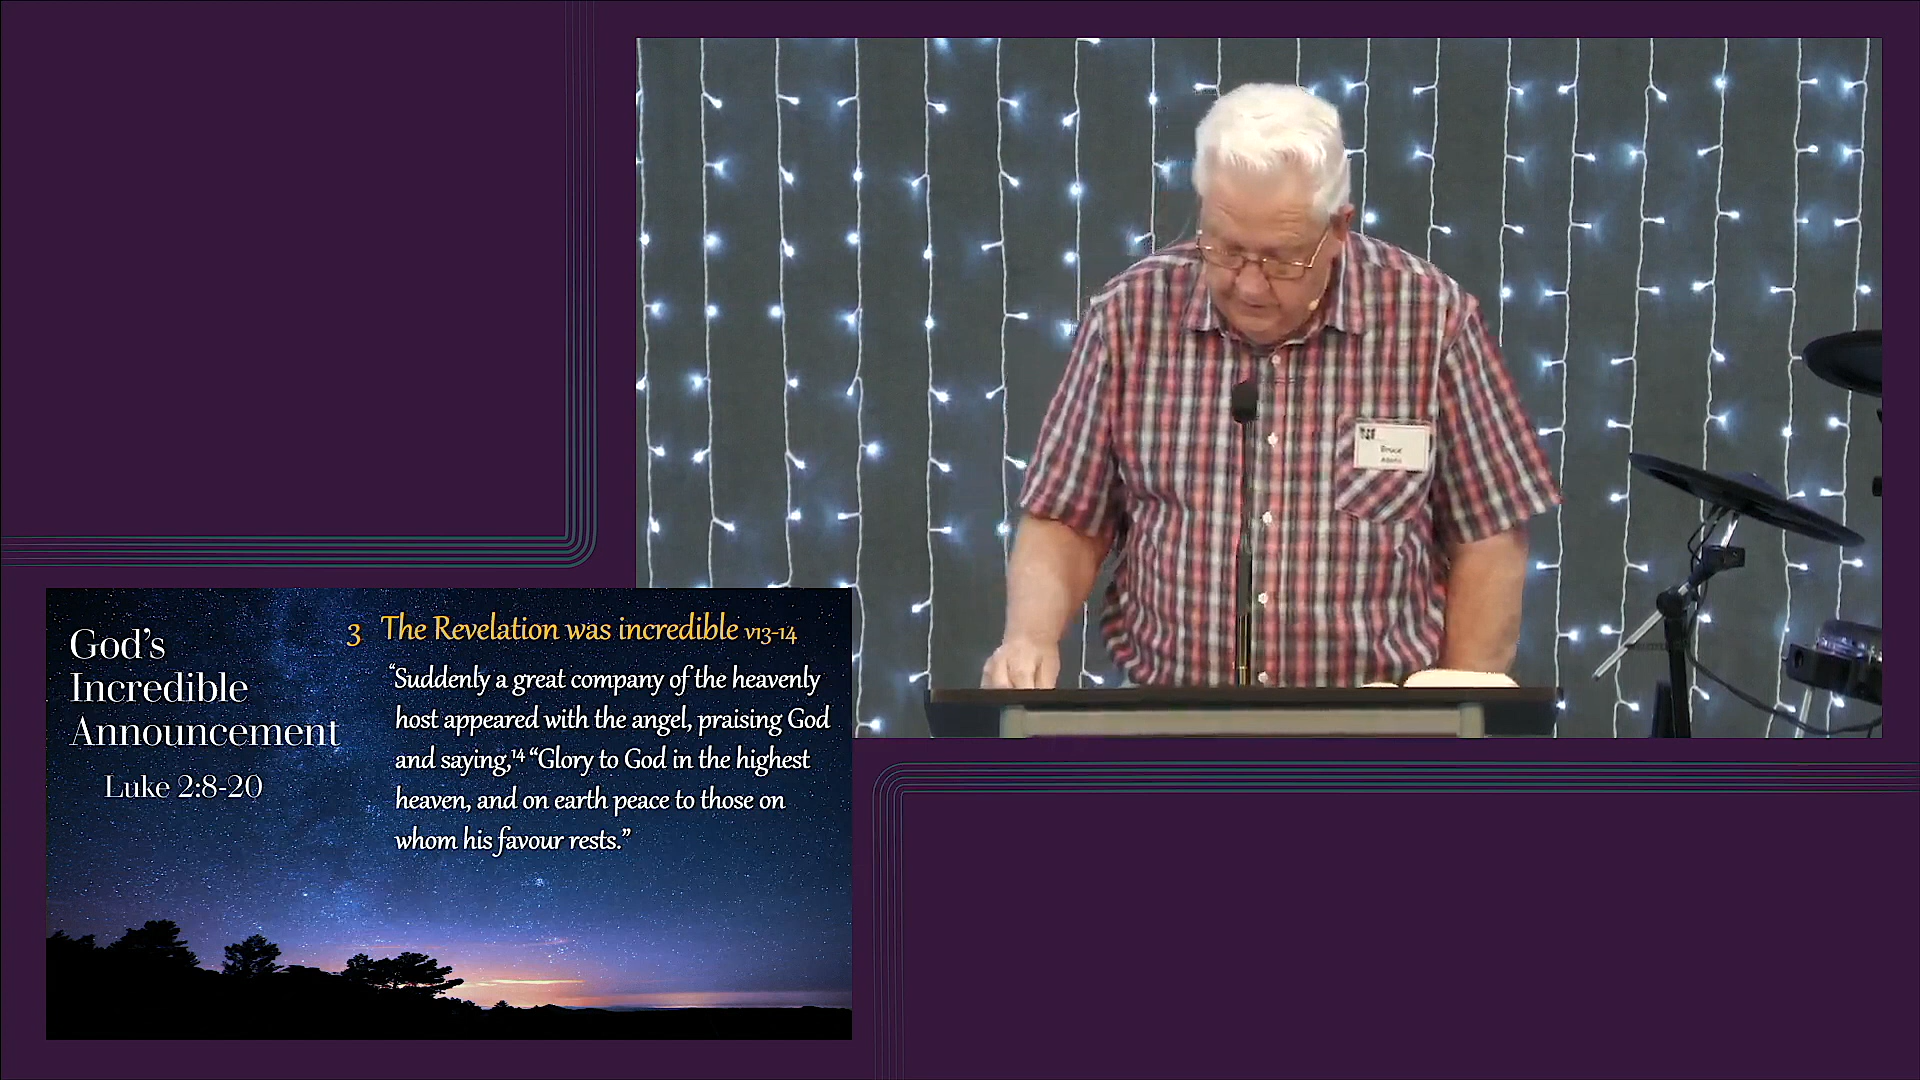 God's
Incredible
Announcement
Luke 2:8-20
3 The Revelation was incredible v13-14
“Suddenly a great company of the heavenly
host appeared with the angel, praising God
and saying,¹⁴ “Glory to God in the highest
heaven, and on earth peace to those on
whom his favour rests.”
Bruce